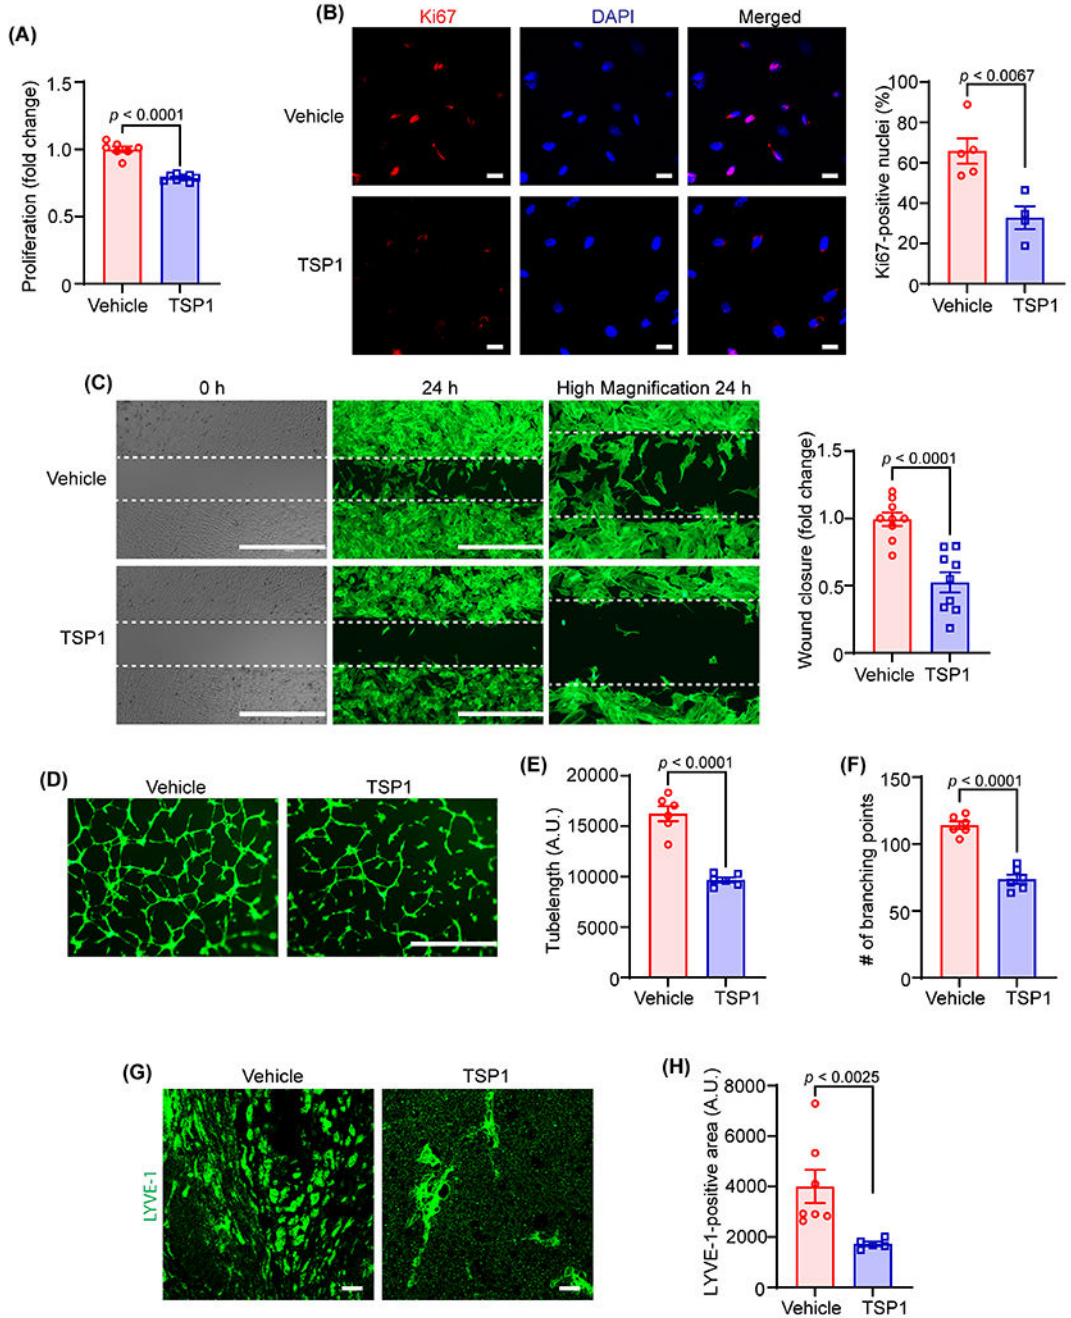 (A)
Proliferation (fold change)
1.5
1.0
0.5
0
p < 0.0001
Vehicle TSP1
(B)
Ki67 DAPI Merged
Vehicle
TSP1
Ki67-positive nuclei (%)
100
80
60
40
20
0
p < 0.0067
Vehicle TSP1
(C)
0 h 24 h High Magnification 24 h
Vehicle
TSP1
Wound closure (fold change)
1.5
1.0
0.5
0
p < 0.0001
Vehicle TSP1
(D)
Vehicle TSP1
(E)
Tubelength (A.U.)
20000
15000
10000
5000
0
p < 0.0001
Vehicle TSP1
(F)
# of branching points
150
100
50
0
p < 0.0001
Vehicle TSP1
(G)
Vehicle TSP1
LYVE-1
(H)
LYVE-1-positive area (A.U.)
8000
6000
4000
2000
0
p < 0.0025
Vehicle TSP1